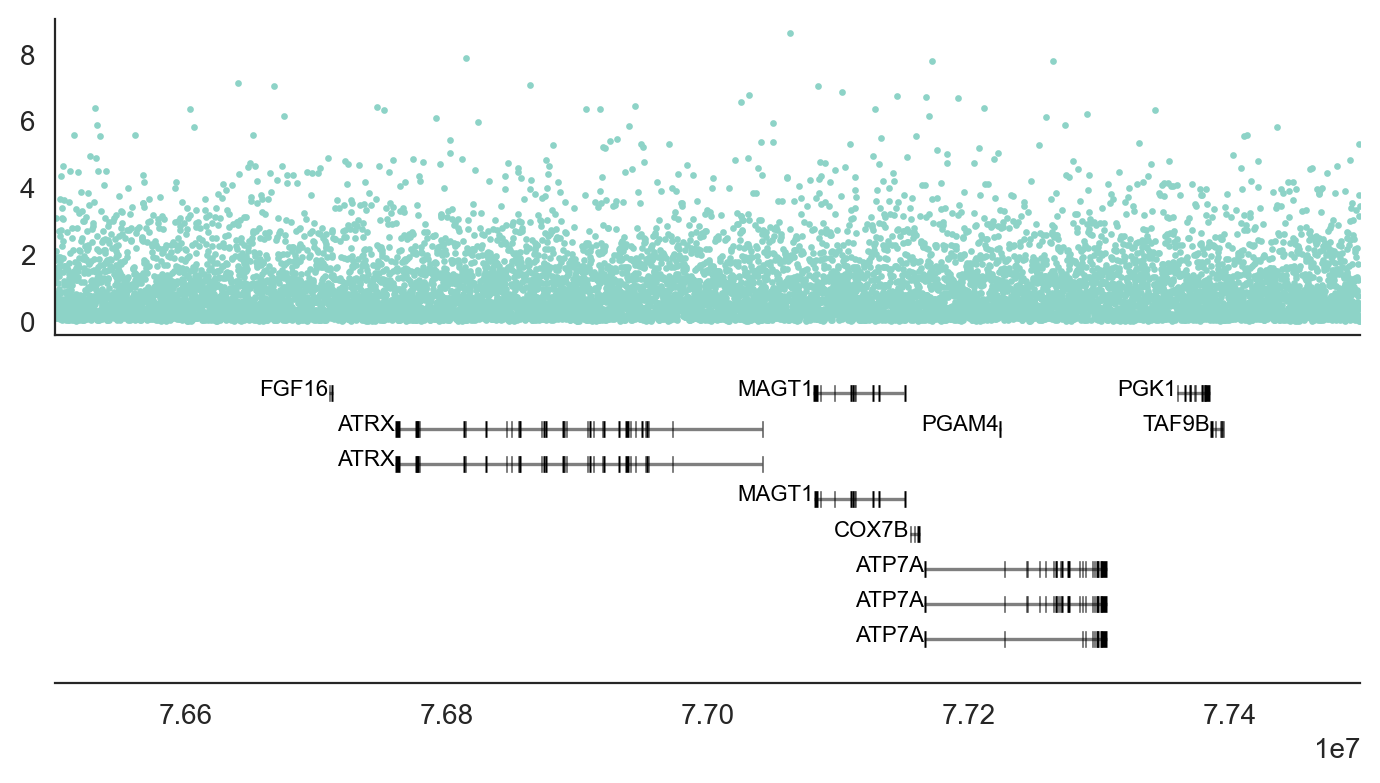 8
6
4
2
0
FGF16 MAGT1 PGK1
ATRX PGAM4 TAF9B
ATRX
MAGT1
COX7B
ATP7A
ATP7A
ATP7A
7.66 7.68 7.70 7.72 7.74
1e7